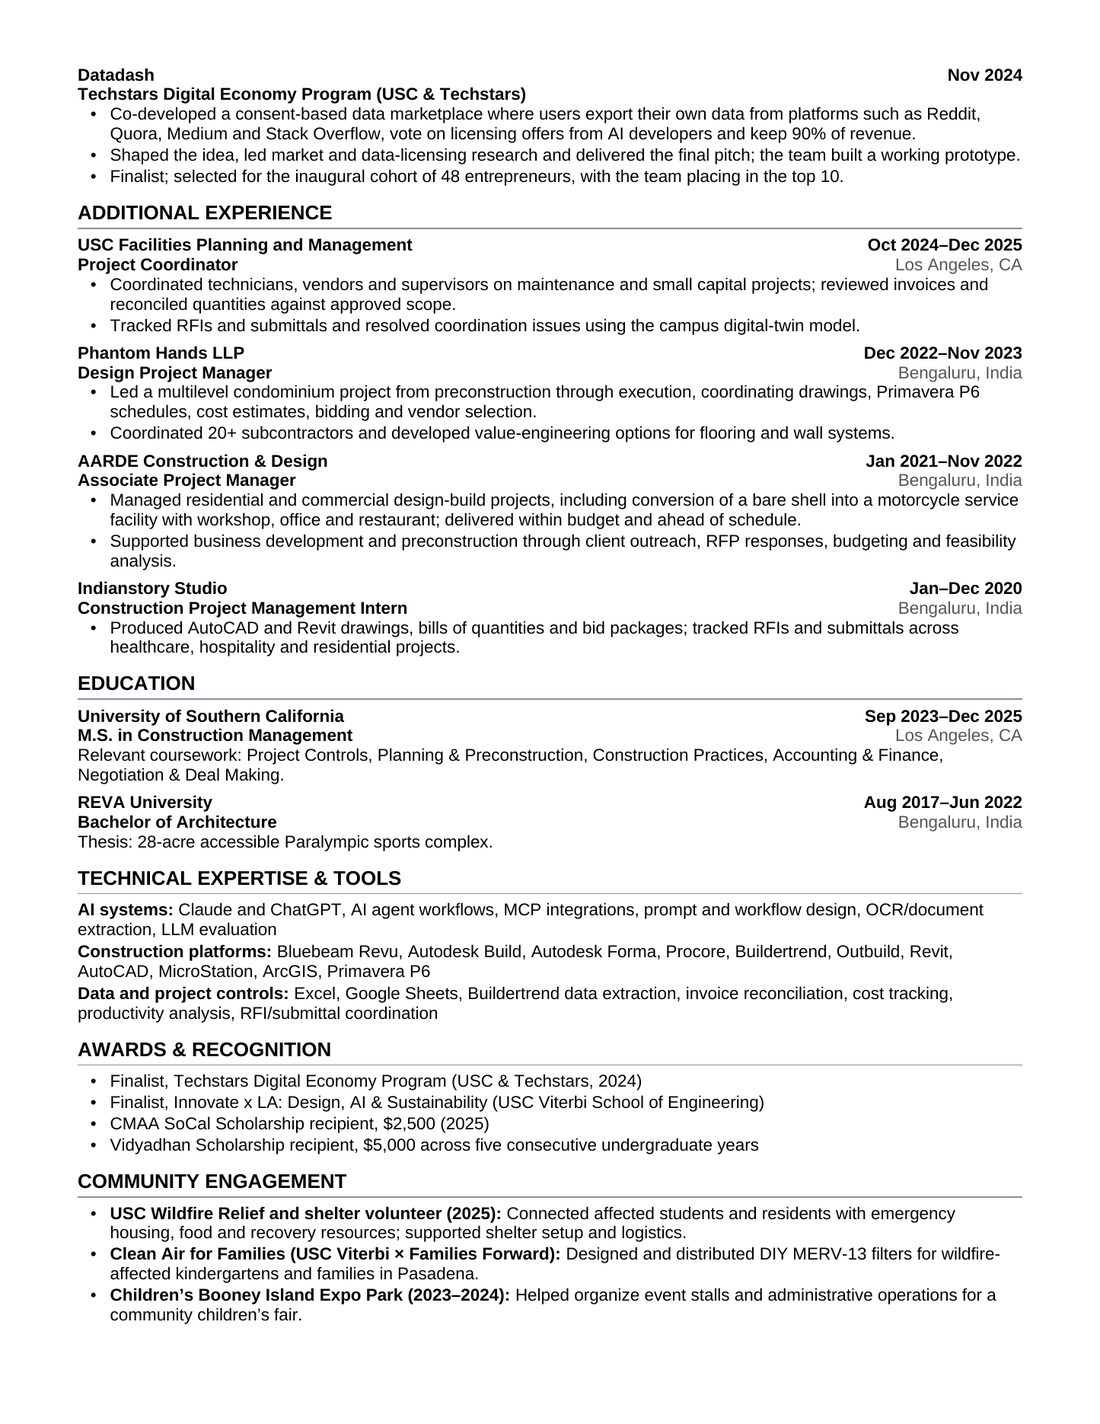 Datadash Nov 2024
Techstars Digital Economy Program (USC & Techstars)
• Co-developed a consent-based data marketplace where users export their own data from platforms such as Reddit,
Quora, Medium and Stack Overflow, vote on licensing offers from AI developers and keep 90% of revenue.
• Shaped the idea, led market and data-licensing research and delivered the final pitch; the team built a working prototype.
• Finalist; selected for the inaugural cohort of 48 entrepreneurs, with the team placing in the top 10.
ADDITIONAL EXPERIENCE
USC Facilities Planning and Management Oct 2024–Dec 2025
Project Coordinator Los Angeles, CA
• Coordinated technicians, vendors and supervisors on maintenance and small capital projects; reviewed invoices and
reconciled quantities against approved scope.
• Tracked RFIs and submittals and resolved coordination issues using the campus digital-twin model.
Phantom Hands LLP Dec 2022–Nov 2023
Design Project Manager Bengaluru, India
• Led a multilevel condominium project from preconstruction through execution, coordinating drawings, Primavera P6
schedules, cost estimates, bidding and vendor selection.
• Coordinated 20+ subcontractors and developed value-engineering options for flooring and wall systems.
AARDE Construction & Design Jan 2021–Nov 2022
Associate Project Manager Bengaluru, India
• Managed residential and commercial design-build projects, including conversion of a bare shell into a motorcycle service
facility with workshop, office and restaurant; delivered within budget and ahead of schedule.
• Supported business development and preconstruction through client outreach, RFP responses, budgeting and feasibility
analysis.
Indianstory Studio Jan–Dec 2020
Construction Project Management Intern Bengaluru, India
• Produced AutoCAD and Revit drawings, bills of quantities and bid packages; tracked RFIs and submittals across
healthcare, hospitality and residential projects.
EDUCATION
University of Southern California Sep 2023–Dec 2025
M.S. in Construction Management Los Angeles, CA
Relevant coursework: Project Controls, Planning & Preconstruction, Construction Practices, Accounting & Finance,
Negotiation & Deal Making.
REVA University Aug 2017–Jun 2022
Bachelor of Architecture Bengaluru, India
Thesis: 28-acre accessible Paralympic sports complex.
TECHNICAL EXPERTISE & TOOLS
AI systems: Claude and ChatGPT, AI agent workflows, MCP integrations, prompt and workflow design, OCR/document
extraction, LLM evaluation
Construction platforms: Bluebeam Revu, Autodesk Build, Autodesk Forma, Procore, Buildertrend, Outbuild, Revit,
AutoCAD, MicroStation, ArcGIS, Primavera P6
Data and project controls: Excel, Google Sheets, Buildertrend data extraction, invoice reconciliation, cost tracking,
productivity analysis, RFI/submittal coordination
AWARDS & RECOGNITION
• Finalist, Techstars Digital Economy Program (USC & Techstars, 2024)
• Finalist, Innovate x LA: Design, AI & Sustainability (USC Viterbi School of Engineering)
• CMAA SoCal Scholarship recipient, $2,500 (2025)
• Vidyadhan Scholarship recipient, $5,000 across five consecutive undergraduate years
COMMUNITY ENGAGEMENT
• USC Wildfire Relief and shelter volunteer (2025): Connected affected students and residents with emergency
housing, food and recovery resources; supported shelter setup and logistics.
• Clean Air for Families (USC Viterbi × Families Forward): Designed and distributed DIY MERV-13 filters for wildfire-
affected kindergartens and families in Pasadena.
• Children’s Booney Island Expo Park (2023–2024): Helped organize event stalls and administrative operations for a
community children’s fair.